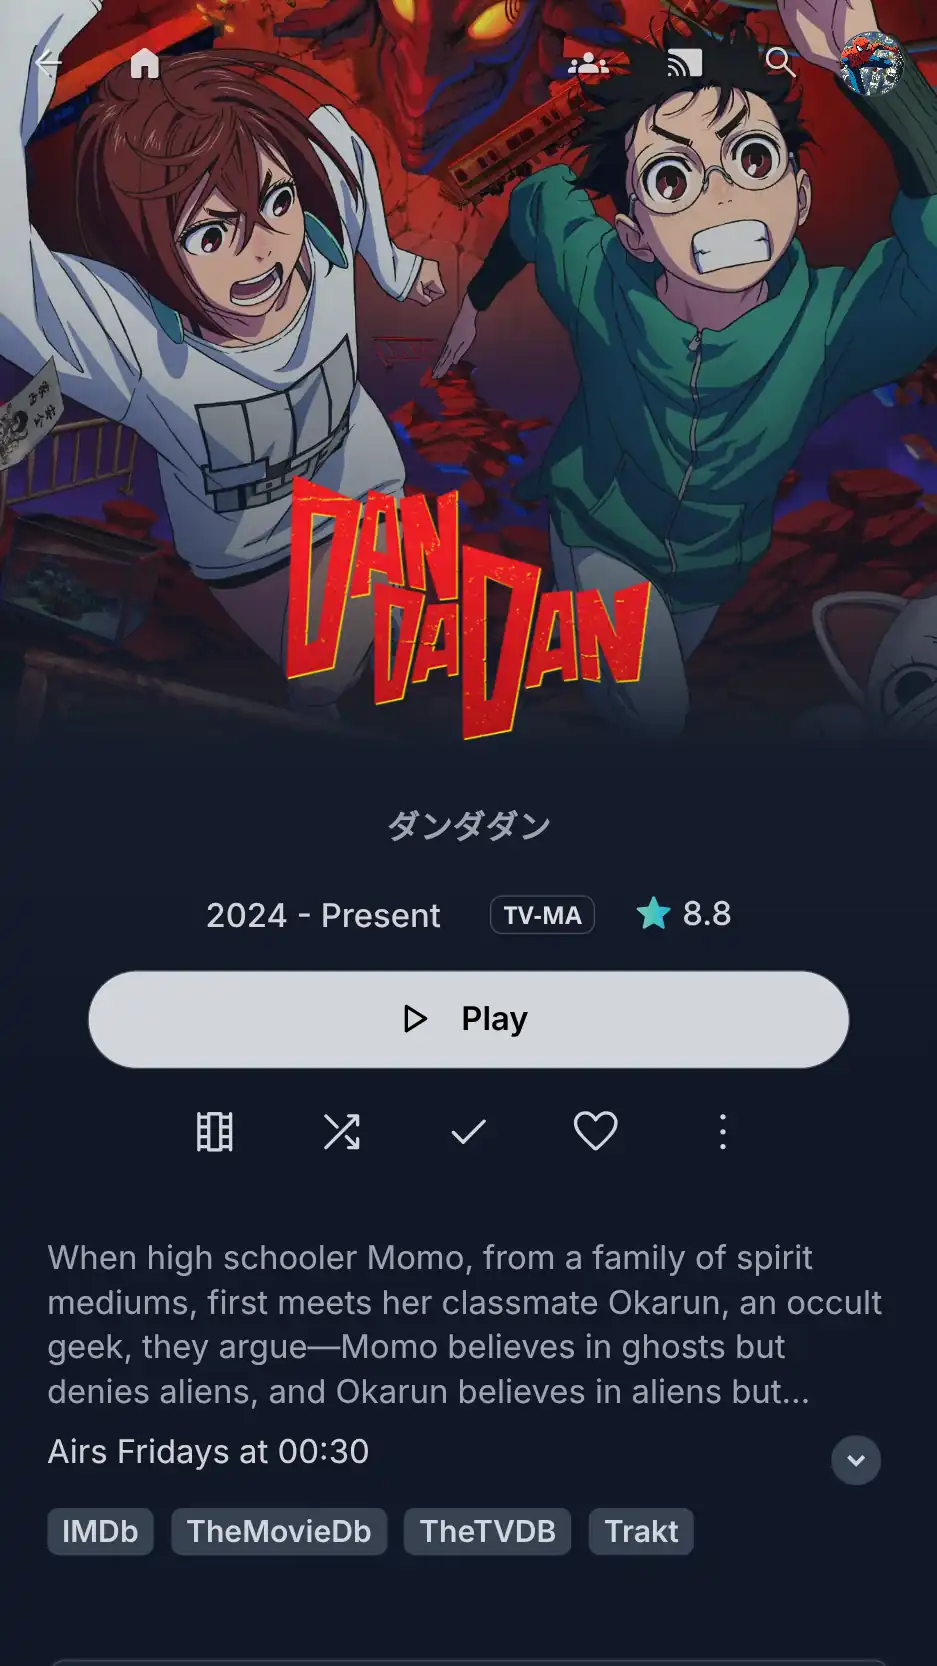 DAN
DA DAN
ダンダダン
2024 - Present TV-MA 8.8
Play
When high schooler Momo, from a family of spirit
mediums, first meets her classmate Okarun, an occult
geek, they argue—Momo believes in ghosts but
denies aliens, and Okarun believes in aliens but...
Airs Fridays at 00:30
IMDb TheMovieDb TheTVDB Trakt